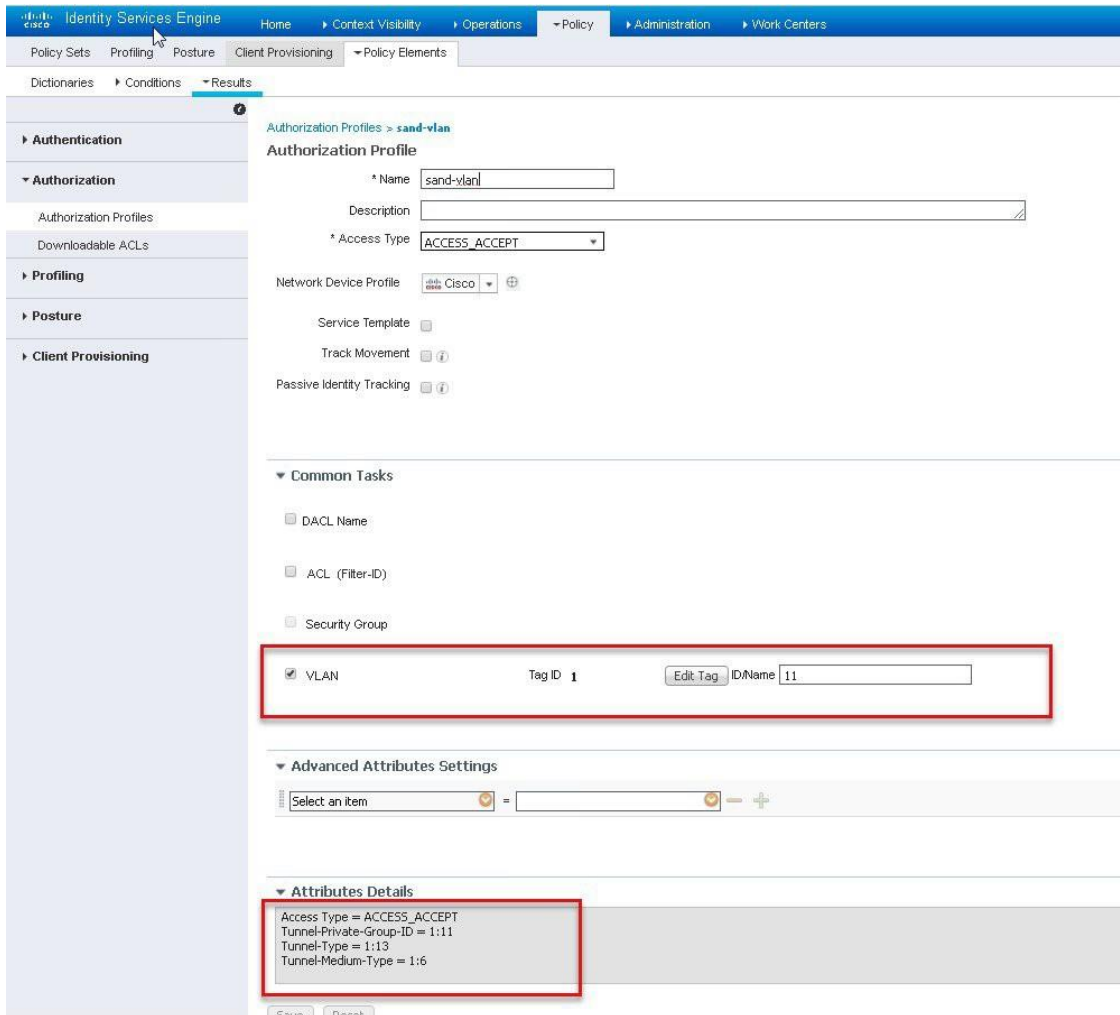 cisco Identity Services Engine Home Context Visibility Operations Policy Administration Work Centers
Policy Sets Profiling Posture Client Provisioning Policy Elements
Dictionaries Conditions Results
Authentication
Authorization
Authorization Profiles
Downloadable ACLs
Profiling
Posture
Client Provisioning
Authorization Profiles > sand-vlan
Authorization Profile
* Name sand-vlan
Description
* Access Type ACCESS_ACCEPT
Network Device Profile Cisco
Service Template
Track Movement i
Passive Identity Tracking i
Common Tasks
DACL Name
ACL (Filter-ID)
Security Group
VLAN Tag ID 1 Edit Tag ID/Name 11
Advanced Attributes Settings
Select an item =
Attributes Details
Access Type = ACCESS_ACCEPT
Tunnel-Private-Group-ID = 1:11
Tunnel-Type = 1:13
Tunnel-Medium-Type = 1:6
Save Reset